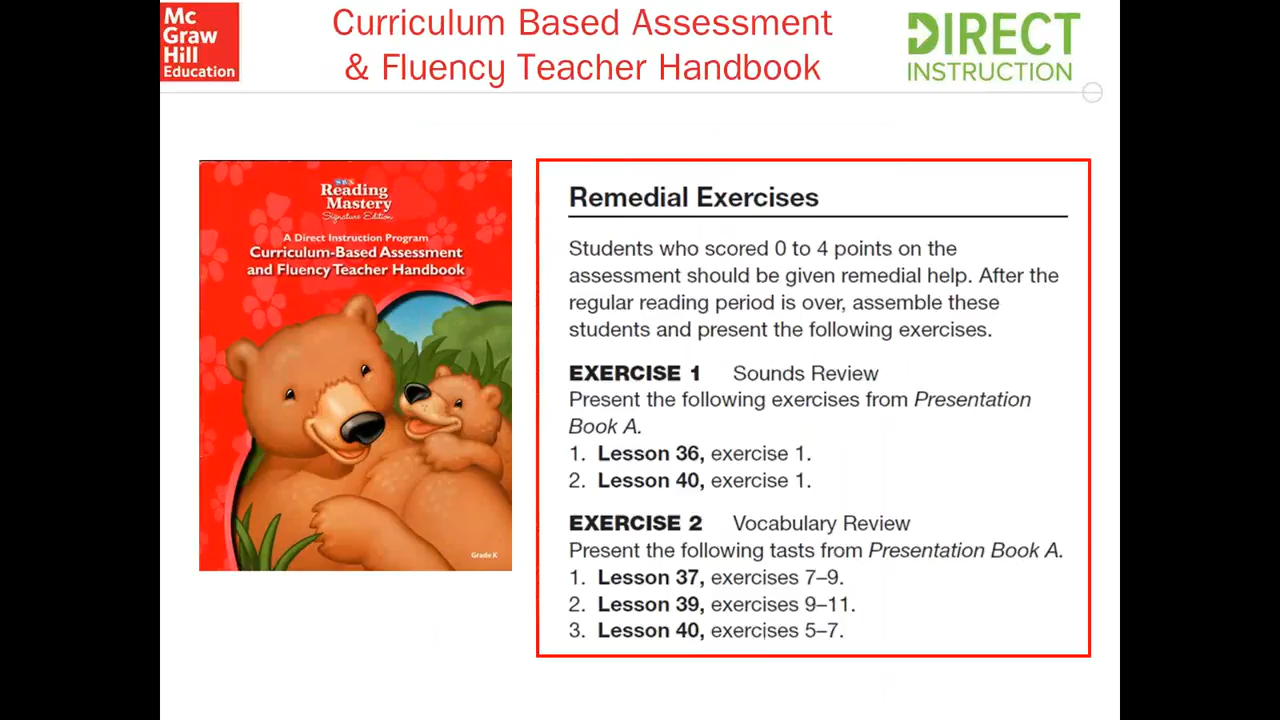 Mc
Graw
Hill
Education
Curriculum Based Assessment
& Fluency Teacher Handbook
DIRECT
INSTRUCTION
SRA
Reading
Mastery
Signature Edition
A Direct Instruction Program
Curriculum-Based Assessment
and Fluency Teacher Handbook
Grade K
Remedial Exercises
Students who scored 0 to 4 points on the
assessment should be given remedial help. After the
regular reading period is over, assemble these
students and present the following exercises.
EXERCISE 1 Sounds Review
Present the following exercises from Presentation
Book A.
1. Lesson 36, exercise 1.
2. Lesson 40, exercise 1.
EXERCISE 2 Vocabulary Review
Present the following tasts from Presentation Book A.
1. Lesson 37, exercises 7–9.
2. Lesson 39, exercises 9–11.
3. Lesson 40, exercises 5–7.